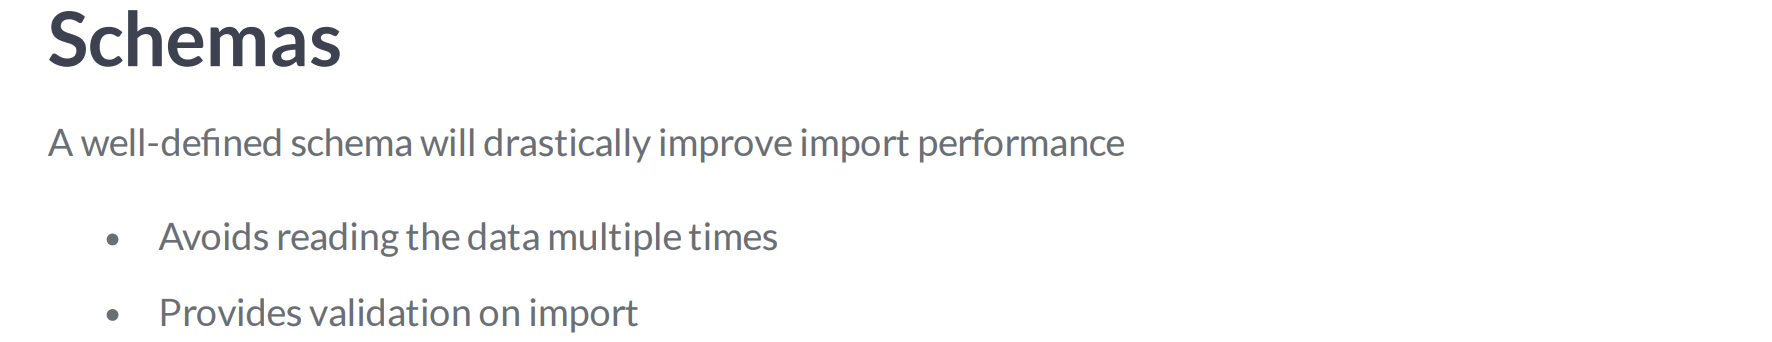 Schemas
A well-defined schema will drastically improve import performance
• Avoids reading the data multiple times
• Provides validation on import